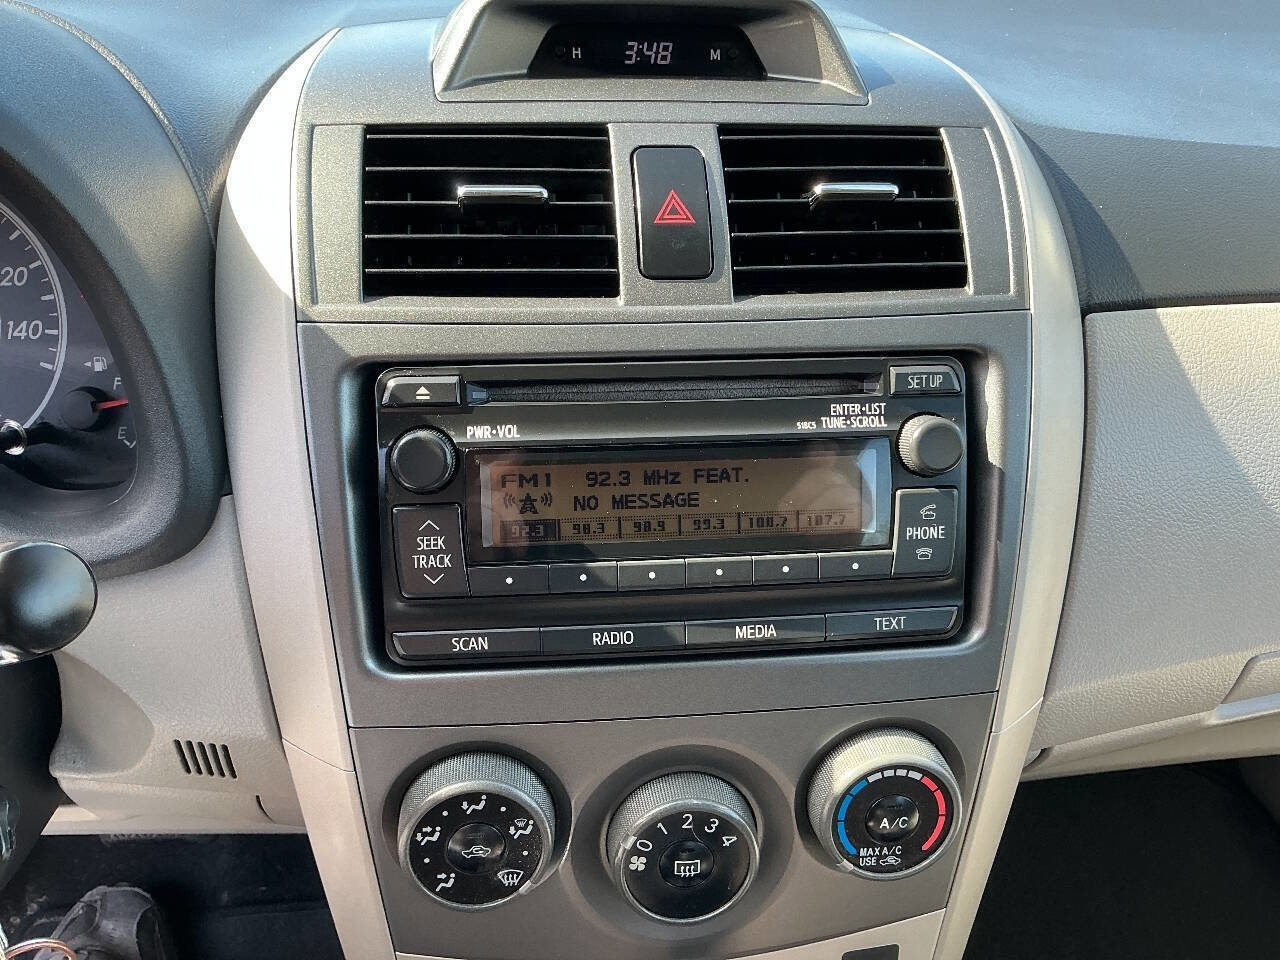 H 3:48 M
20
140
F
E
SET UP
ENTER•LIST
518C5 TUNE•SCROLL
PWR•VOL
FM1 92.3 MHz FEAT.
NO MESSAGE
92.3 90.3 98.9 99.3 100.7 107.7
SEEK
TRACK
PHONE
SCAN RADIO MEDIA TEXT
0 1 2 3 4
A/C
MAX A/C
USE